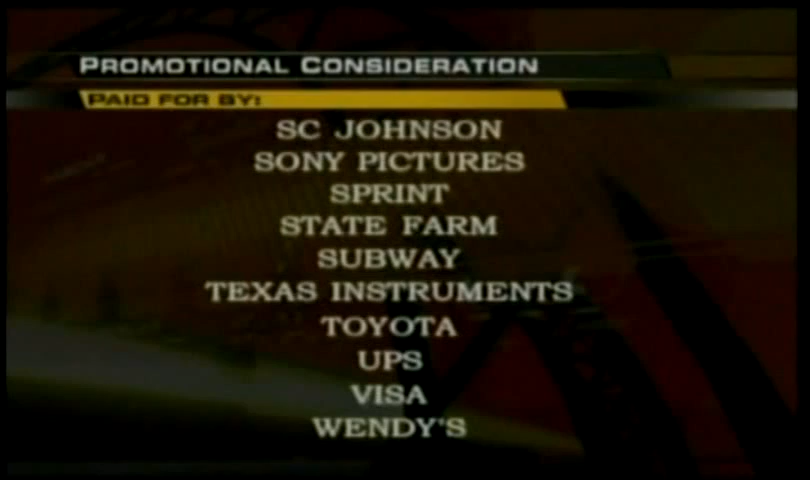 PROMOTIONAL CONSIDERATION
PAID FOR BY:
SC JOHNSON
SONY PICTURES
SPRINT
STATE FARM
SUBWAY
TEXAS INSTRUMENTS
TOYOTA
UPS
VISA
WENDY'S